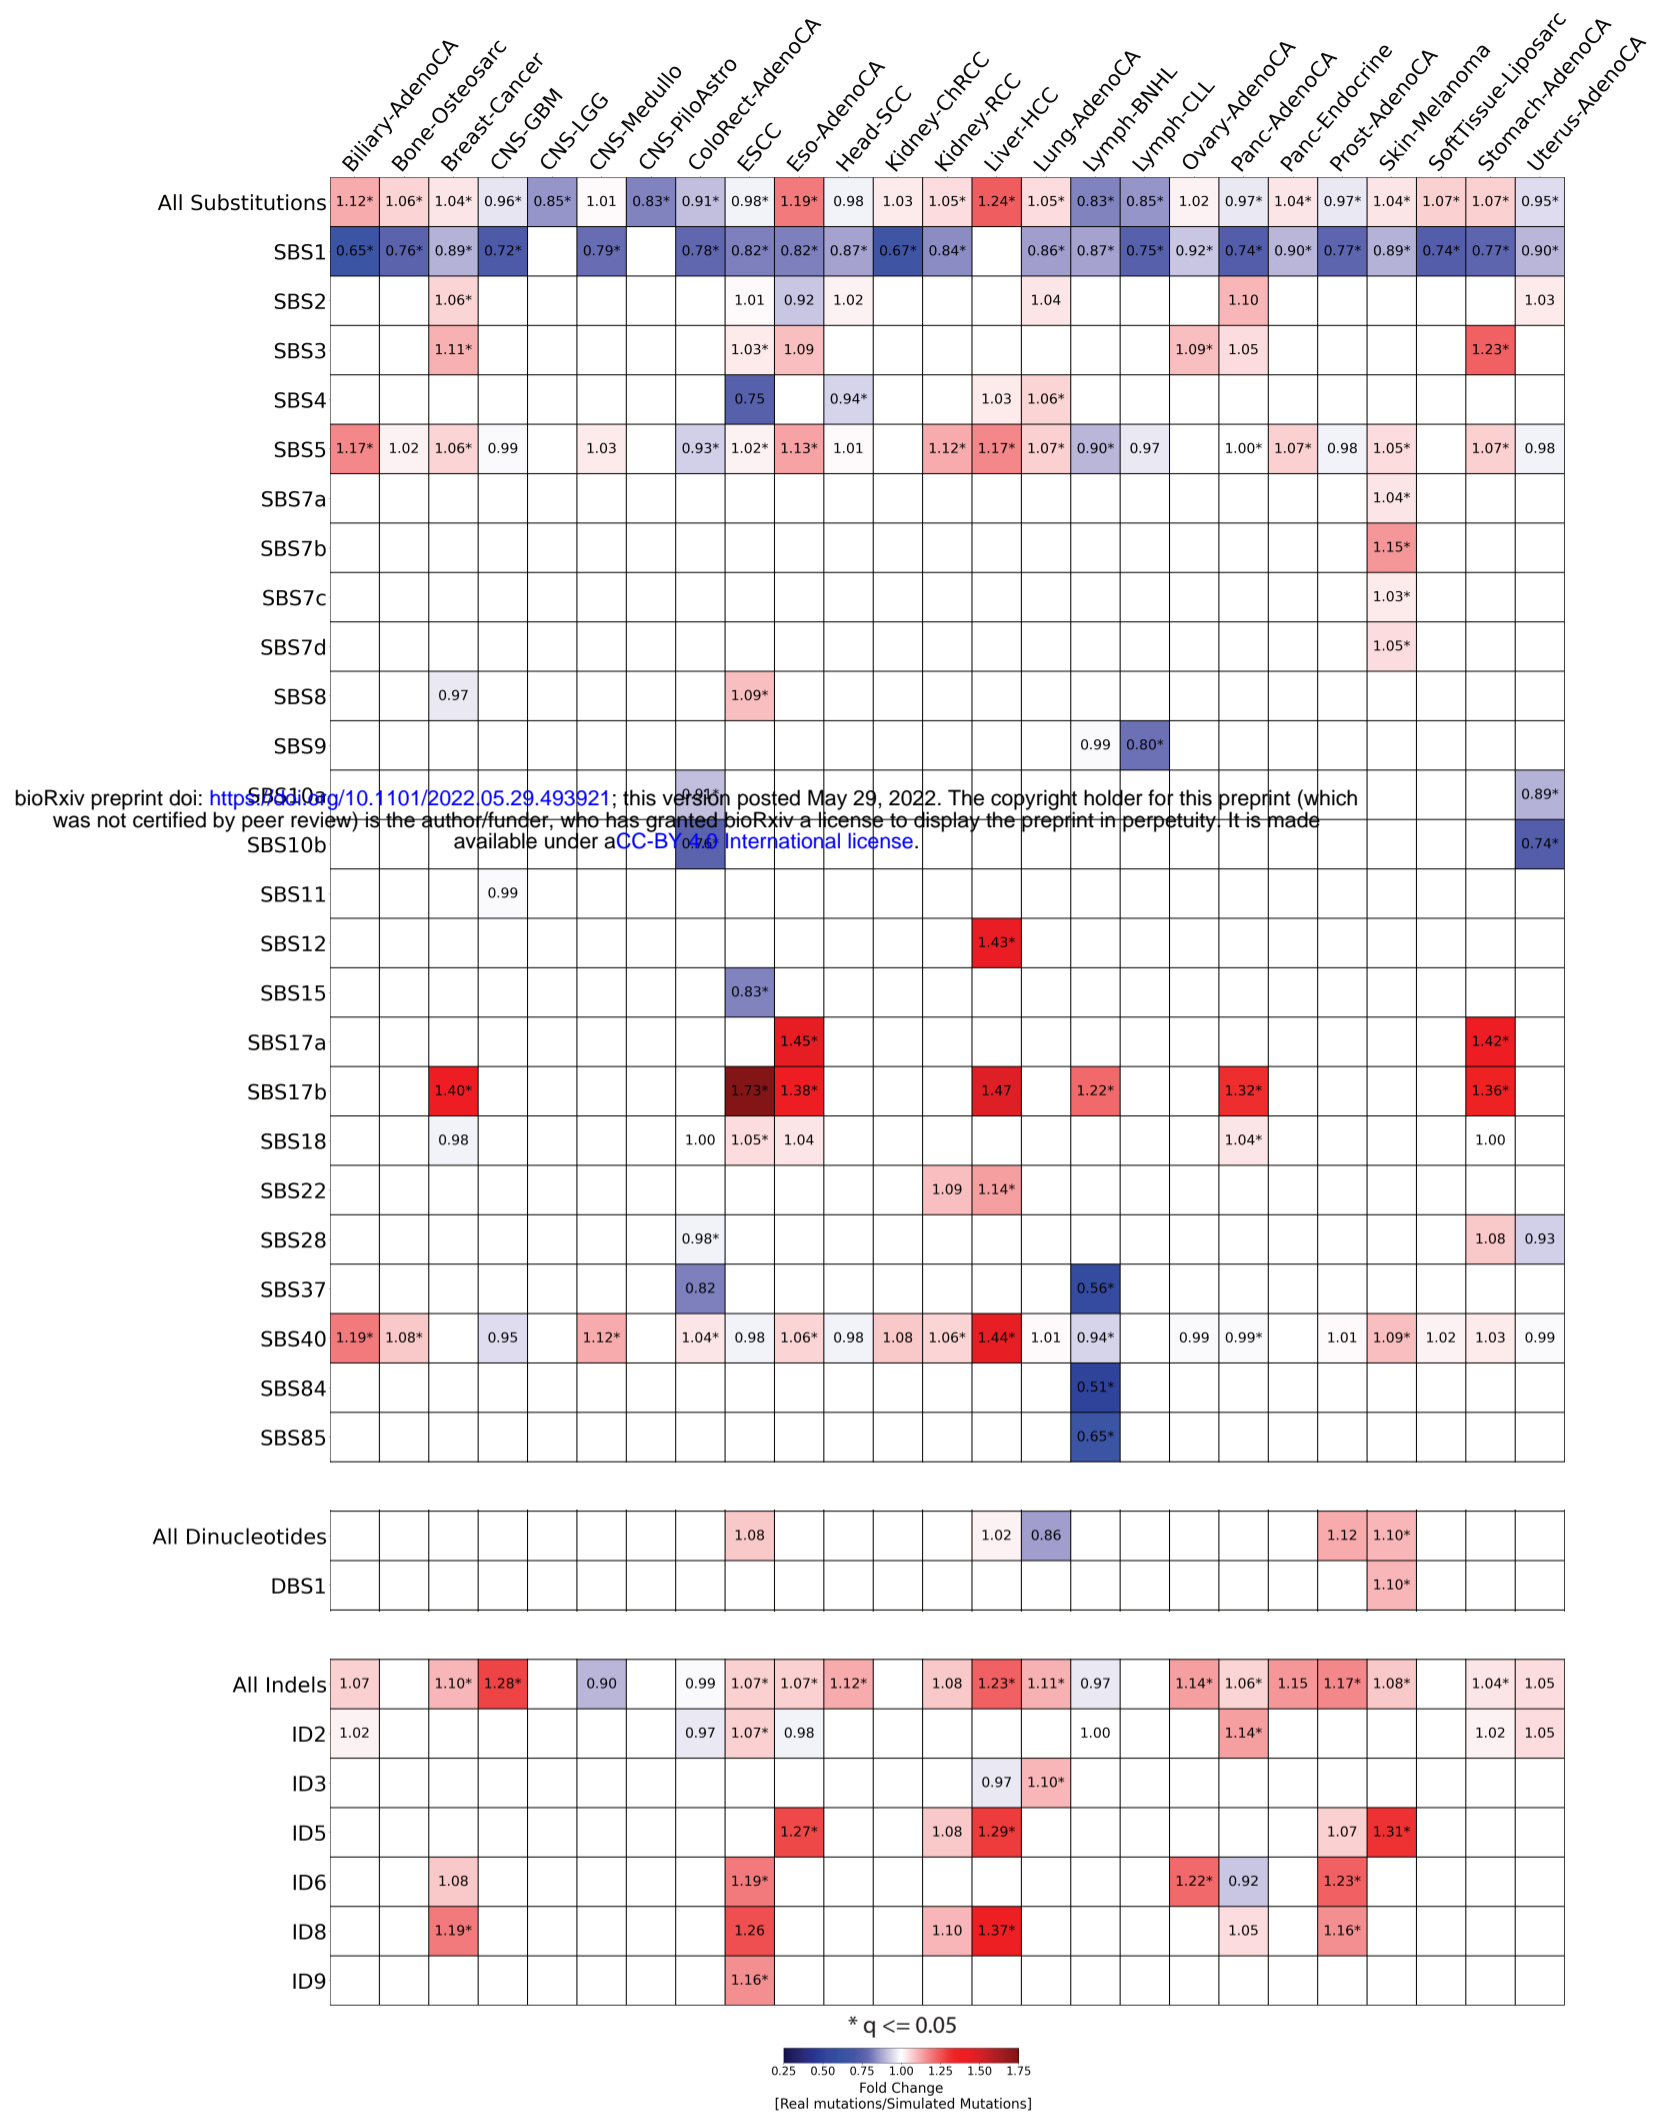 Biliary-AdenoCA Bone-Osteosarc Breast-Cancer CNS-GBM CNS-LGG CNS-Medullo CNS-PiloAstro ColoRect-AdenoCA ESCC Eso-AdenoCA Head-SCC Kidney-ChRCC Kidney-RCC Liver-HCC Lung-AdenoCA Lymph-BNHL Lymph-CLL Ovary-AdenoCA Panc-AdenoCA Panc-Endocrine Prost-AdenoCA Skin-Melanoma SoftTissue-Liposarc Stomach-AdenoCA Uterus-AdenoCA
All Substitutions 1.12* 1.06* 1.04* 0.96* 0.85* 1.01 0.83* 0.91* 0.98* 1.19* 0.98 1.03 1.05* 1.24* 1.05* 0.83* 0.85* 1.02 0.97* 1.04* 0.97* 1.04* 1.07* 1.07* 0.95*
SBS1 0.65* 0.76* 0.89* 0.72* 0.79* 0.78* 0.82* 0.82* 0.87* 0.67* 0.84* 0.86* 0.87* 0.75* 0.92* 0.74* 0.90* 0.77* 0.89* 0.74* 0.77* 0.90*
SBS2 1.06* 1.01 0.92 1.02 1.04 1.10 1.03
SBS3 1.11* 1.03* 1.09 1.09* 1.05 1.23*
SBS4 0.75 0.94* 1.03 1.06*
SBS5 1.17* 1.02 1.06* 0.99 1.03 0.93* 1.02* 1.13* 1.01 1.12* 1.17* 1.07* 0.90* 0.97 1.00* 1.07* 0.98 1.05* 1.07* 0.98
SBS7a 1.04*
SBS7b 1.15*
SBS7c 1.03*
SBS7d 1.05*
SBS8 0.97 1.09*
SBS9 0.99 0.80*
SBS10a 0.91* 0.89*
bioRxiv preprint doi: https://doi.org/10.1101/2022.05.29.493921; this version posted May 29, 2022. The copyright holder for this preprint (which
was not certified by peer review) is the author/funder, who has granted bioRxiv a license to display the preprint in perpetuity. It is made
available under aCC-BY 4.0 International license.
SBS10b 0.76* 0.74*
SBS11 0.99
SBS12 1.43*
SBS15 0.83*
SBS17a 1.45* 1.42*
SBS17b 1.40* 1.73* 1.38* 1.47 1.22* 1.32* 1.36*
SBS18 0.98 1.00 1.05* 1.04 1.04* 1.00
SBS22 1.09 1.14*
SBS28 0.98* 1.08 0.93
SBS37 0.82 0.56*
SBS40 1.19* 1.08* 0.95 1.12* 1.04* 0.98 1.06* 0.98 1.08 1.06* 1.44* 1.01 0.94* 0.99 0.99* 1.01 1.09* 1.02 1.03 0.99
SBS84 0.51*
SBS85 0.65*
All Dinucleotides 1.08 1.02 0.86 1.12 1.10*
DBS1 1.10*
All Indels 1.07 1.10* 1.28* 0.90 0.99 1.07* 1.07* 1.12* 1.08 1.23* 1.11* 0.97 1.14* 1.06* 1.15 1.17* 1.08* 1.04* 1.05
ID2 1.02 0.97 1.07* 0.98 1.00 1.14* 1.02 1.05
ID3 0.97 1.10*
ID5 1.27* 1.08 1.29* 1.07 1.31*
ID6 1.08 1.19* 1.22* 0.92 1.23*
ID8 1.19* 1.26 1.10 1.37* 1.05 1.16*
ID9 1.16*
* q <= 0.05
0.25 0.50 0.75 1.00 1.25 1.50 1.75
Fold Change
[Real mutations/Simulated Mutations]